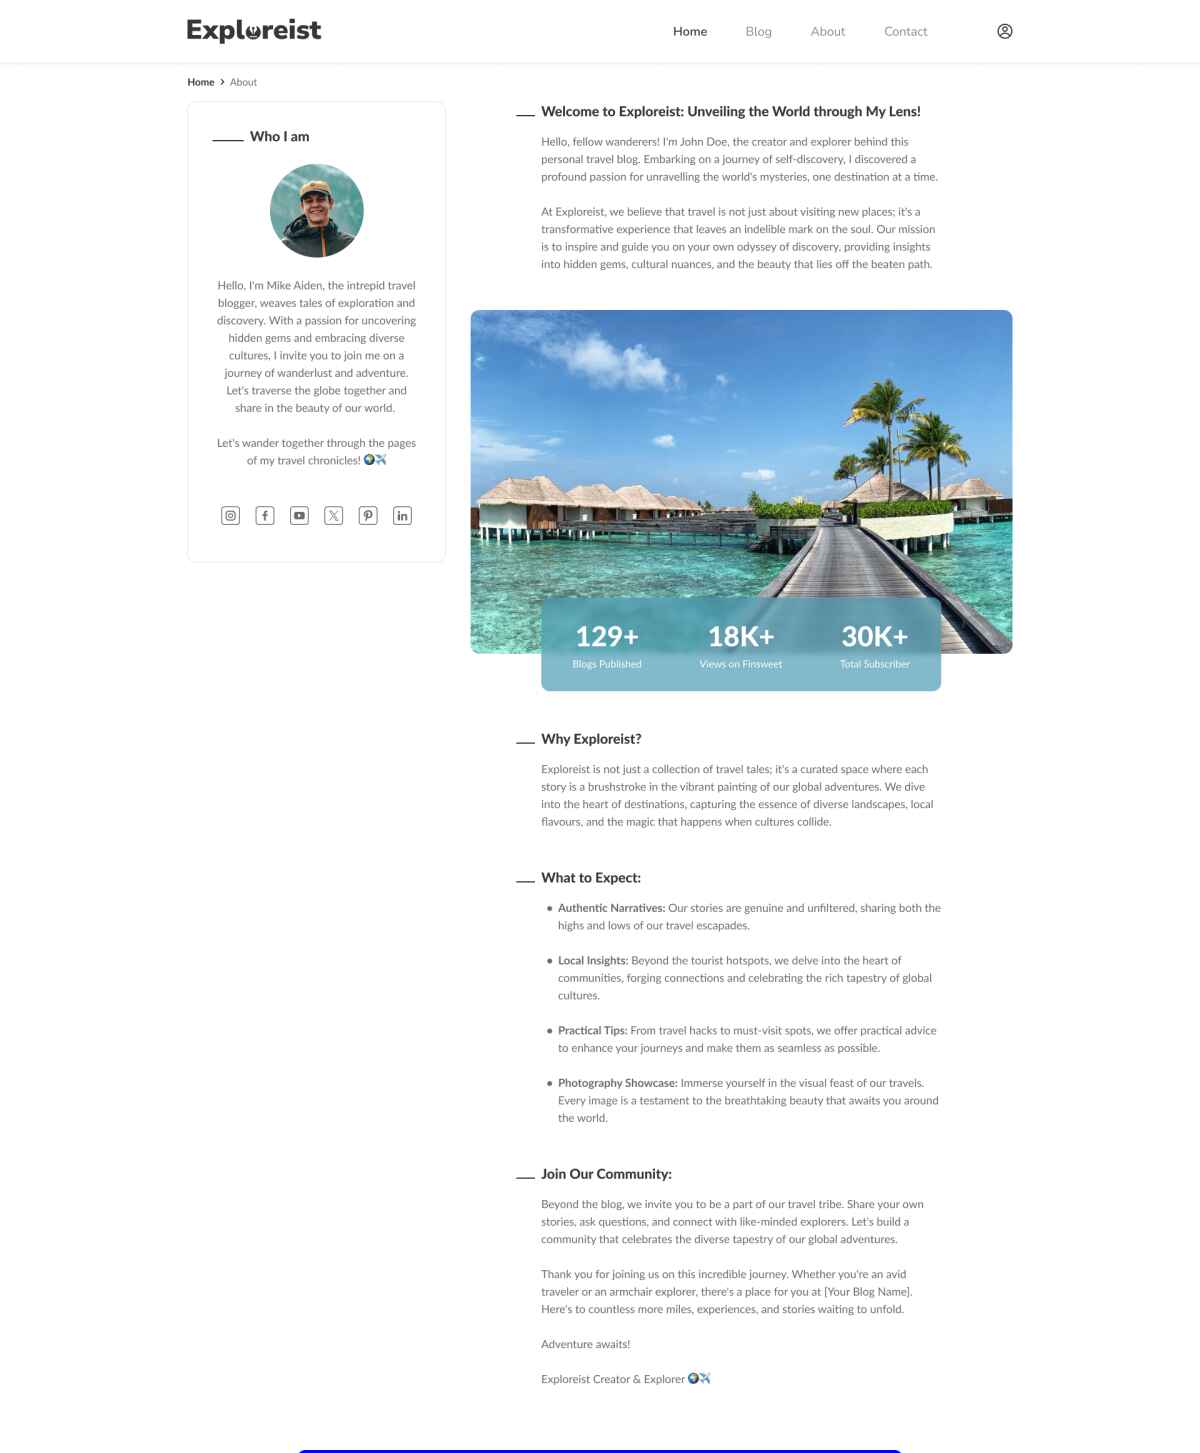 Exploreist
Home
Blog
About
Contact
Home
About
Who I am
Hello, I'm Mike Aiden, the intrepid travel
blogger, weaves tales of exploration and
discovery. With a passion for uncovering
hidden gems and embracing diverse
cultures, I invite you to join me on a
journey of wanderlust and adventure.
Let's traverse the globe together and
share in the beauty of our world.
Let's wander together through the pages
of my travel chronicles! 🌍✈️
Welcome to Exploreist: Unveiling the World through My Lens!
Hello, fellow wanderers! I'm John Doe, the creator and explorer behind this
personal travel blog. Embarking on a journey of self-discovery, I discovered a
profound passion for unravelling the world's mysteries, one destination at a time.
At Exploreist, we believe that travel is not just about visiting new places; it's a
transformative experience that leaves an indelible mark on the soul. Our mission
is to inspire and guide you on your own odyssey of discovery, providing insights
into hidden gems, cultural nuances, and the beauty that lies off the beaten path.
129+
Blogs Published
18K+
Views on Finsweet
30K+
Total Subscriber
Why Exploreist?
Exploreist is not just a collection of travel tales; it's a curated space where each
story is a brushstroke in the vibrant painting of our global adventures. We dive
into the heart of destinations, capturing the essence of diverse landscapes, local
flavours, and the magic that happens when cultures collide.
What to Expect:
• Authentic Narratives: Our stories are genuine and unfiltered, sharing both the
highs and lows of our travel escapades.
• Local Insights: Beyond the tourist hotspots, we delve into the heart of
communities, forging connections and celebrating the rich tapestry of global
cultures.
• Practical Tips: From travel hacks to must-visit spots, we offer practical advice
to enhance your journeys and make them as seamless as possible.
• Photography Showcase: Immerse yourself in the visual feast of our travels.
Every image is a testament to the breathtaking beauty that awaits you around
the world.
Join Our Community:
Beyond the blog, we invite you to be a part of our travel tribe. Share your own
stories, ask questions, and connect with like-minded explorers. Let's build a
community that celebrates the diverse tapestry of our global adventures.
Thank you for joining us on this incredible journey. Whether you're an avid
traveler or an armchair explorer, there's a place for you at [Your Blog Name].
Here's to countless more miles, experiences, and stories waiting to unfold.
Adventure awaits!
Exploreist Creator & Explorer 🌍✈️